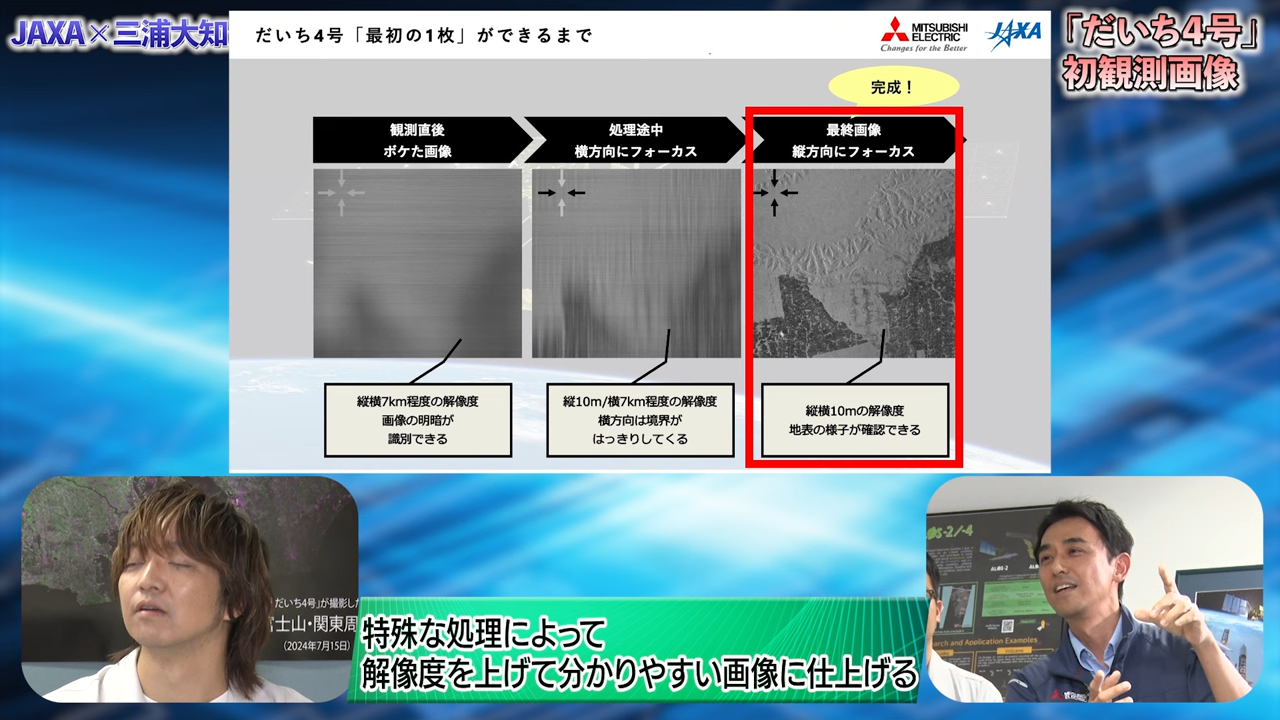 JAXA×三浦大知
だいち4号「最初の1枚」ができるまで
MITSUBISHI
ELECTRIC
Changes for the Better
JAXA
「だいち4号」
初観測画像
完成!
観測直後
ボケた画像
処理途中
横方向にフォーカス
最終画像
縦方向にフォーカス
縦横7km程度の解像度
画像の明暗が
識別できる
縦10m/横7km程度の解像度
横方向は境界が
はっきりしてくる
縦横10mの解像度
地表の様子が確認できる
「だいち4号」が撮影した
富士山・関東周
(2024年7月15日)
OS-2/-4
ALOS-2
earch and Application Examples
特殊な処理によって
解像度を上げて分かりやすい画像に仕上げる